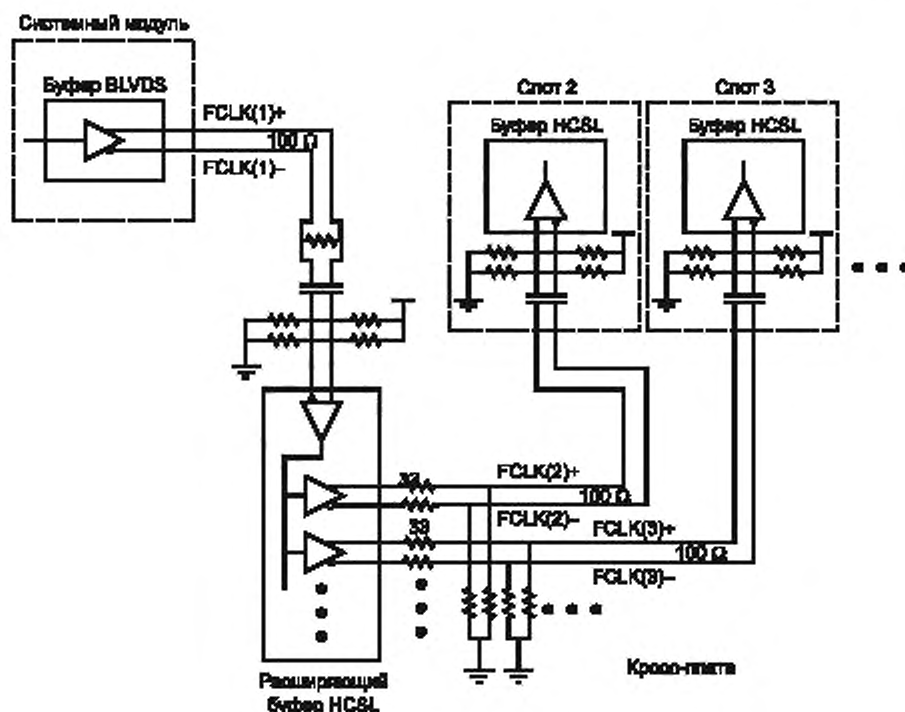 Системный модуль
Буфер BLVDS
FCLK(1)+
100 Ω
FCLK(1)–
Слот 2
Буфер HCSL
Слот 3
Буфер HCSL
33
FCLK(2)+
100 Ω
FCLK(2)–
33
FCLK(3)+
100 Ω
FCLK(3)–
Кросс-плата
Расширяющий
буфер HCSL